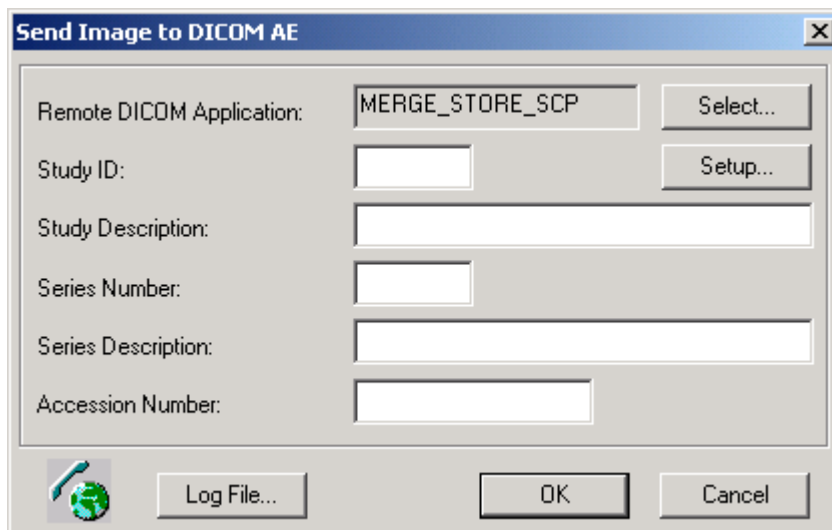 Send Image to DICOM AE
Remote DICOM Application: MERGE_STORE_SCP Select...
Study ID: Setup...
Study Description:
Series Number:
Series Description:
Accession Number:
Log File... OK Cancel